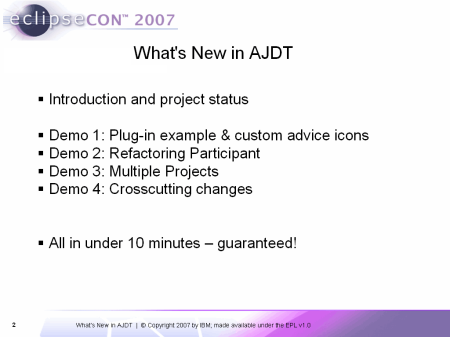 eclipseCON™ 2007
What's New in AJDT
▪ Introduction and project status
▪ Demo 1: Plug-in example & custom advice icons
▪ Demo 2: Refactoring Participant
▪ Demo 3: Multiple Projects
▪ Demo 4: Crosscutting changes
▪ All in under 10 minutes – guaranteed!
2 What's New in AJDT | © Copyright 2007 by IBM; made available under the EPL v1.0